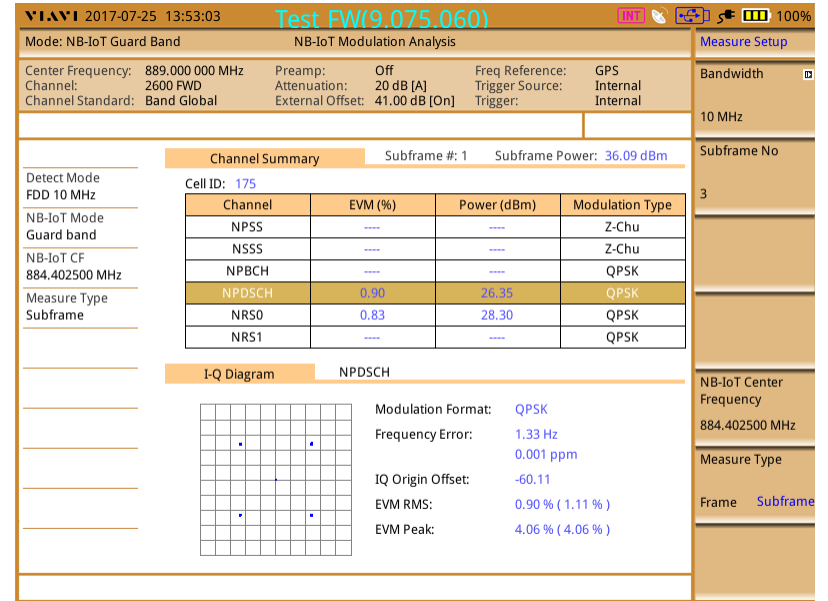 VIAVI 2017-07-25 13:53:03 Test FW(9.075.060) INT 100%
Mode: NB-IoT Guard Band NB-IoT Modulation Analysis Measure Setup
Center Frequency: 889.000 000 MHz Preamp: Off Freq Reference: GPS
Channel: 2600 FWD Attenuation: 20 dB [A] Trigger Source: Internal
Channel Standard: Band Global External Offset: 41.00 dB [On] Trigger: Internal
Bandwidth
10 MHz
Subframe No
3
NB-IoT Center
Frequency
884.402500 MHz
Measure Type
Frame Subframe
Detect Mode
FDD 10 MHz
NB-IoT Mode
Guard band
NB-IoT CF
884.402500 MHz
Measure Type
Subframe
Channel Summary Subframe #: 1 Subframe Power: 36.09 dBm
Cell ID: 175
Channel EVM (%) Power (dBm) Modulation Type
NPSS ---- ---- Z-Chu
NSSS ---- ---- Z-Chu
NPBCH ---- ---- QPSK
NPDSCH 0.90 26.35 QPSK
NRS0 0.83 28.30 QPSK
NRS1 ---- ---- QPSK
I-Q Diagram NPDSCH
Modulation Format: QPSK
Frequency Error: 1.33 Hz
0.001 ppm
IQ Origin Offset: -60.11
EVM RMS: 0.90 % ( 1.11 % )
EVM Peak: 4.06 % ( 4.06 % )